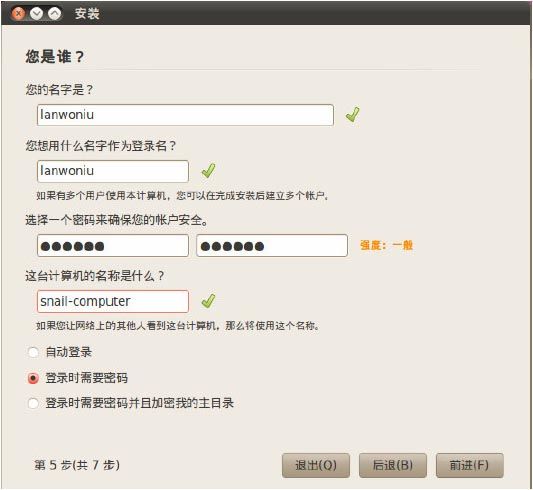 安装
您是谁？
您的名字是？
lanwoniu
您想用什么名字作为登录名？
lanwoniu
如果有多个用户使用本计算机，您可以在完成安装后建立多个帐户。
选择一个密码来确保您的帐户安全。
●●●●●● ●●●●●● 强度：一般
这台计算机的名称是什么？
snail-computer
如果您让网络上的其他人看到这台计算机，那么将使用这个名称。
自动登录
登录时需要密码
登录时需要密码并且加密我的主目录
第 5 步(共 7 步) 退出(Q) 后退(B) 前进(F)